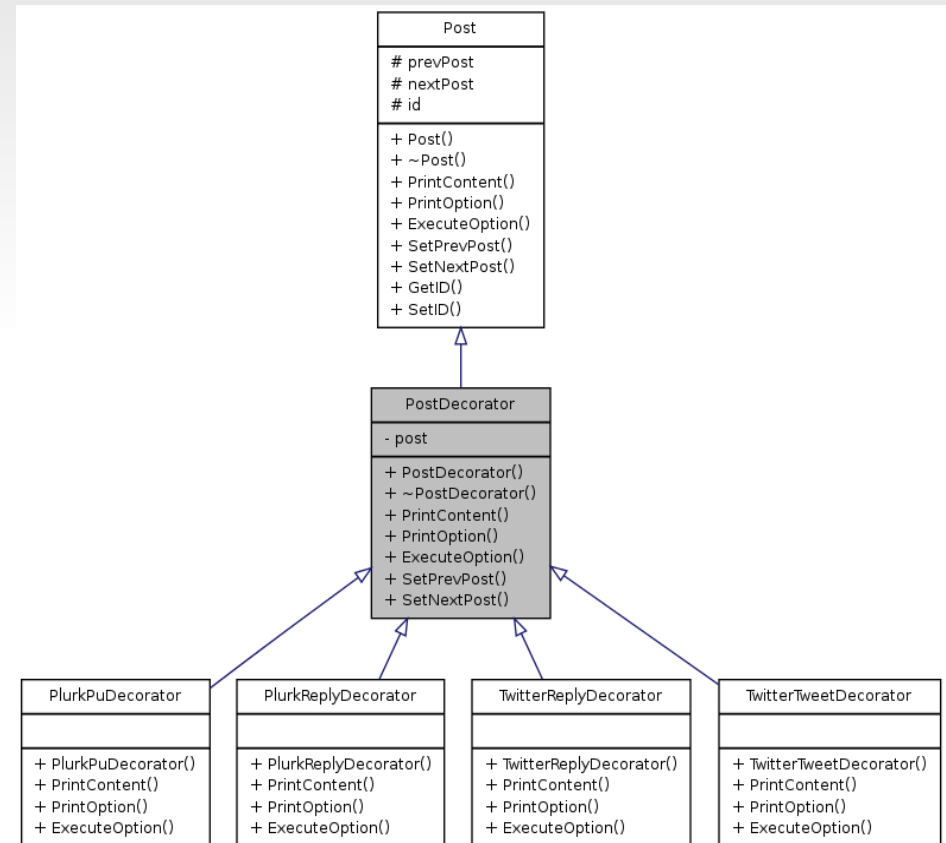 Post
# prevPost
# nextPost
# id
+ Post()
+ ~Post()
+ PrintContent()
+ PrintOption()
+ ExecuteOption()
+ SetPrevPost()
+ SetNextPost()
+ GetID()
+ SetID()
PostDecorator
- post
+ PostDecorator()
+ ~PostDecorator()
+ PrintContent()
+ PrintOption()
+ ExecuteOption()
+ SetPrevPost()
+ SetNextPost()
PlurkPuDecorator
+ PlurkPuDecorator()
+ PrintContent()
+ PrintOption()
+ ExecuteOption()
PlurkReplyDecorator
+ PlurkReplyDecorator()
+ PrintContent()
+ PrintOption()
+ ExecuteOption()
TwitterReplyDecorator
+ TwitterReplyDecorator()
+ PrintContent()
+ PrintOption()
+ ExecuteOption()
TwitterTweetDecorator
+ TwitterTweetDecorator()
+ PrintContent()
+ PrintOption()
+ ExecuteOption()